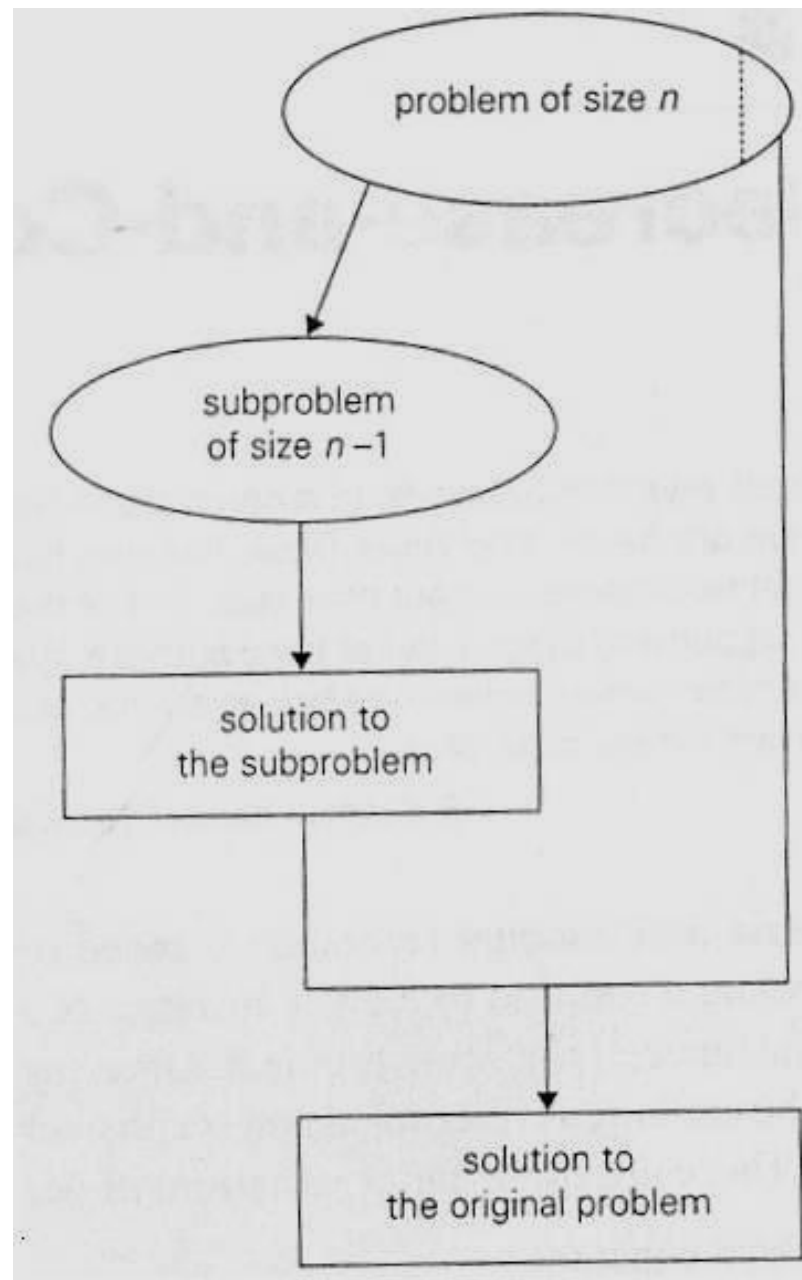 problem of size n
subproblem
of size n–1
solution to
the subproblem
solution to
the original problem